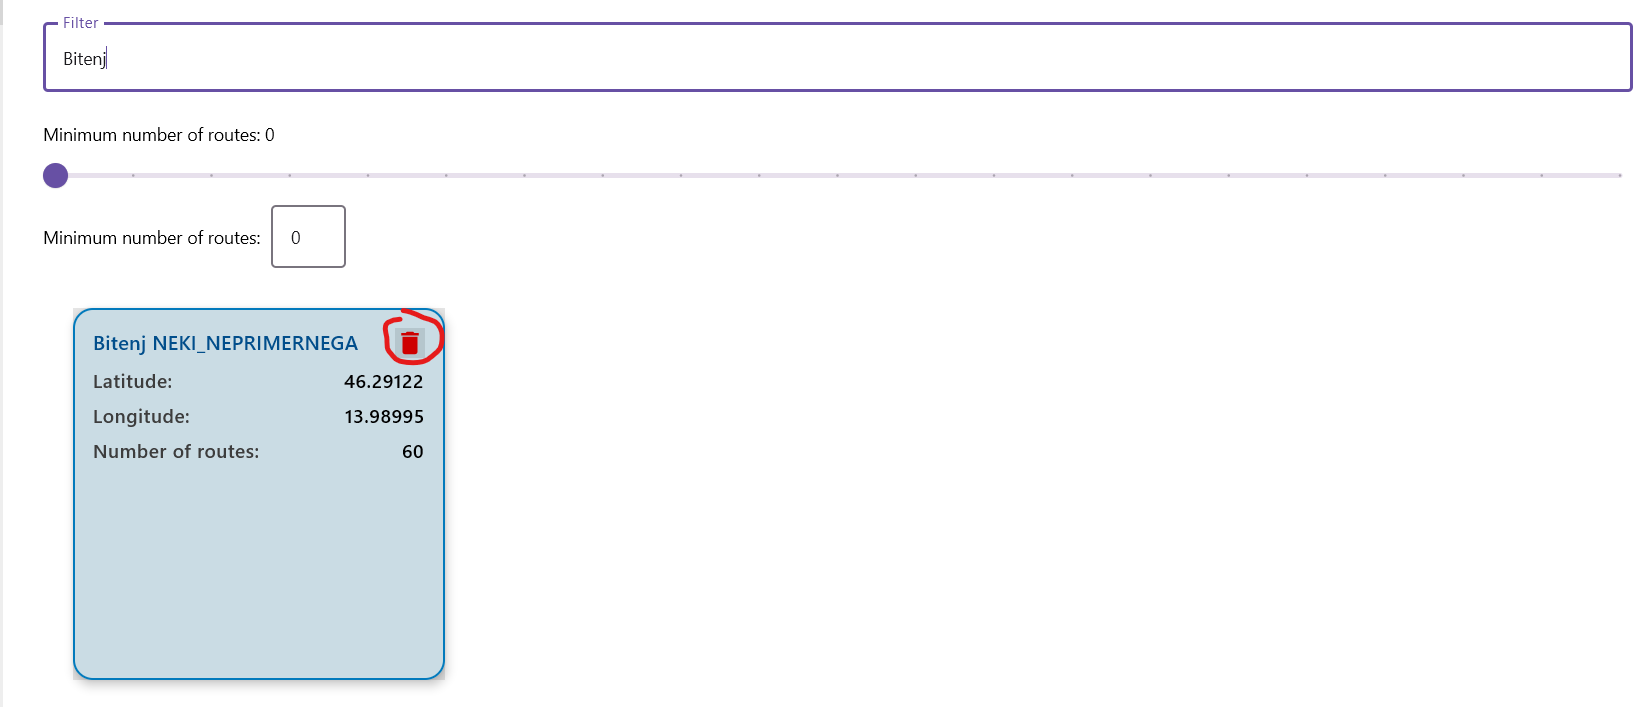 Filter
Bitenj
Minimum number of routes: 0
Minimum number of routes: 0
Bitenj NEKI_NEPRIMERNEGA
Latitude: 46.29122
Longitude: 13.98995
Number of routes: 60